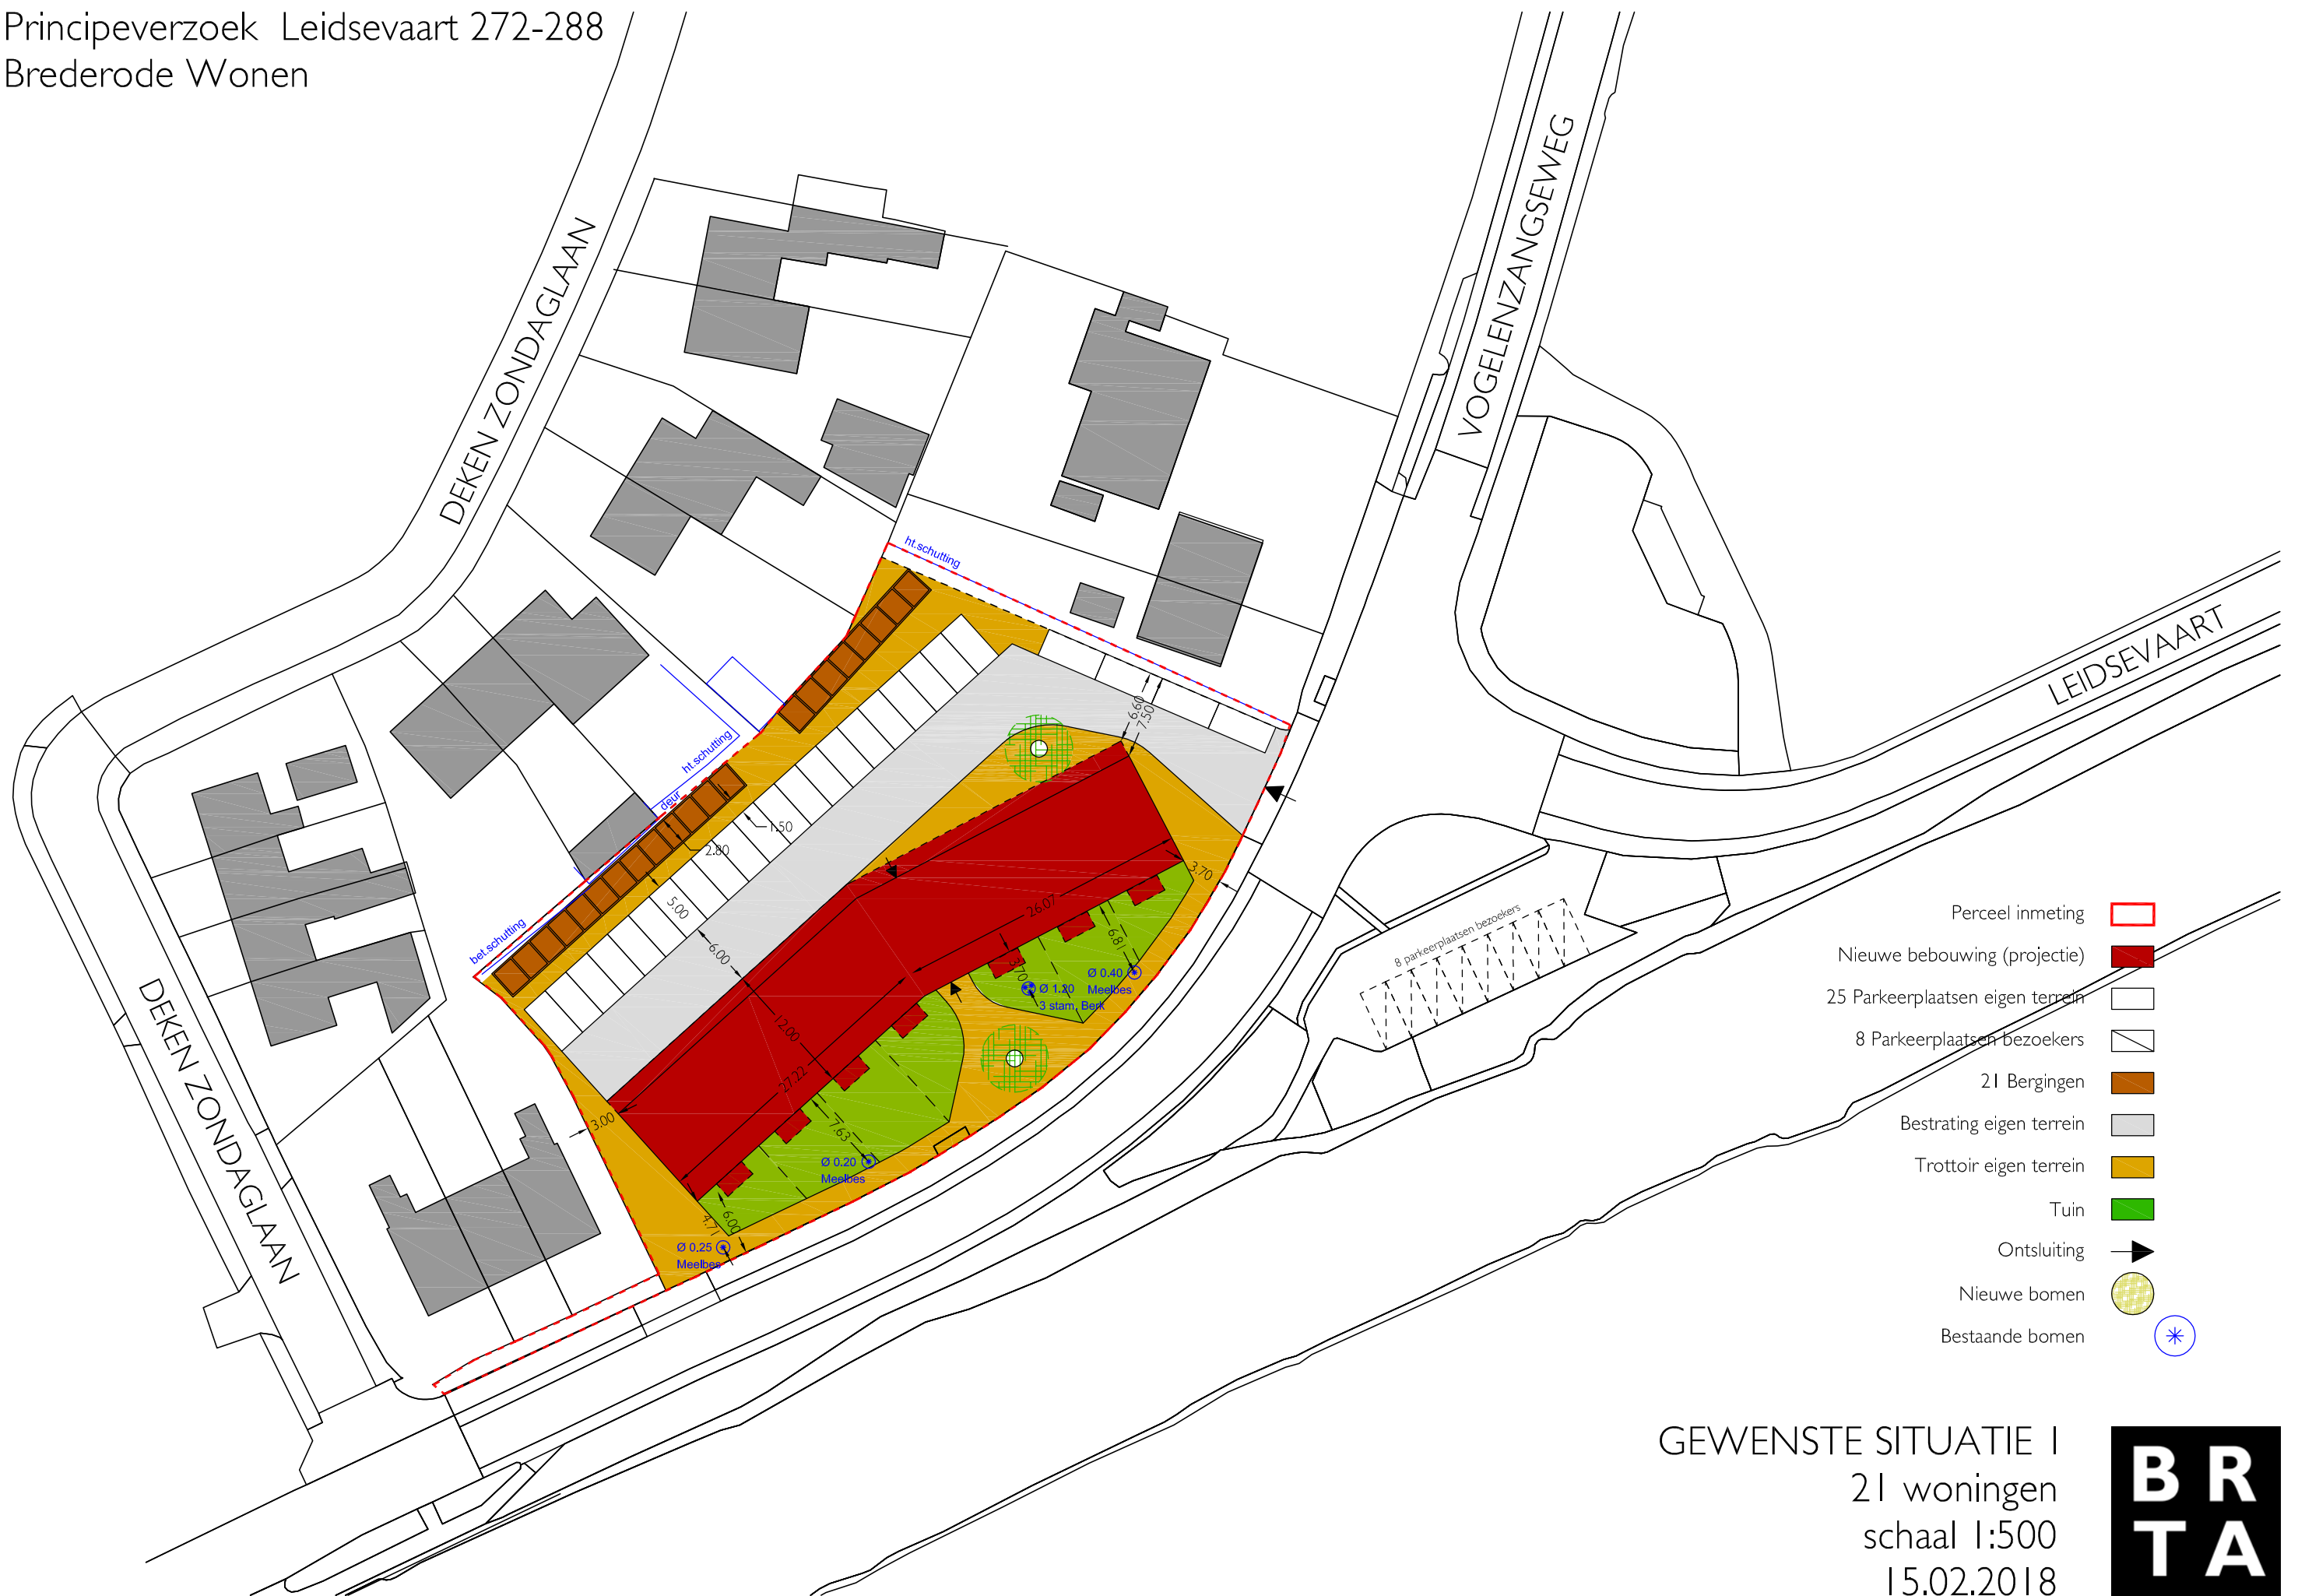 Principeverzoek Leidsevaart 272-288
Brederode Wonen
DEKEN ZONDAGLAAN
VOGELENZANGSEWEG
LEIDSEVAART
DEKEN ZONDAGLAAN
ht.schutting
ht.schutting
deur
bet.schutting
6.60
7.50
1.50
2.80
5.00
6.00
3.70
26.07
6.81
3.70
Ø 0.40
Meelbes
Ø 1.20
3 stam, Berk
12.00
27.22
7.63
3.00
Ø 0.20
Meelbes
4.71
6.00
Ø 0.25
Meelbes
8 parkeerplaatsen bezoekers
Perceel inmeting
Nieuwe bebouwing (projectie)
25 Parkeerplaatsen eigen terrein
8 Parkeerplaatsen bezoekers
21 Bergingen
Bestrating eigen terrein
Trottoir eigen terrein
Tuin
Ontsluiting
Nieuwe bomen
Bestaande bomen
GEWENSTE SITUATIE 1
21 woningen
schaal 1:500
15.02.2018
BR
TA